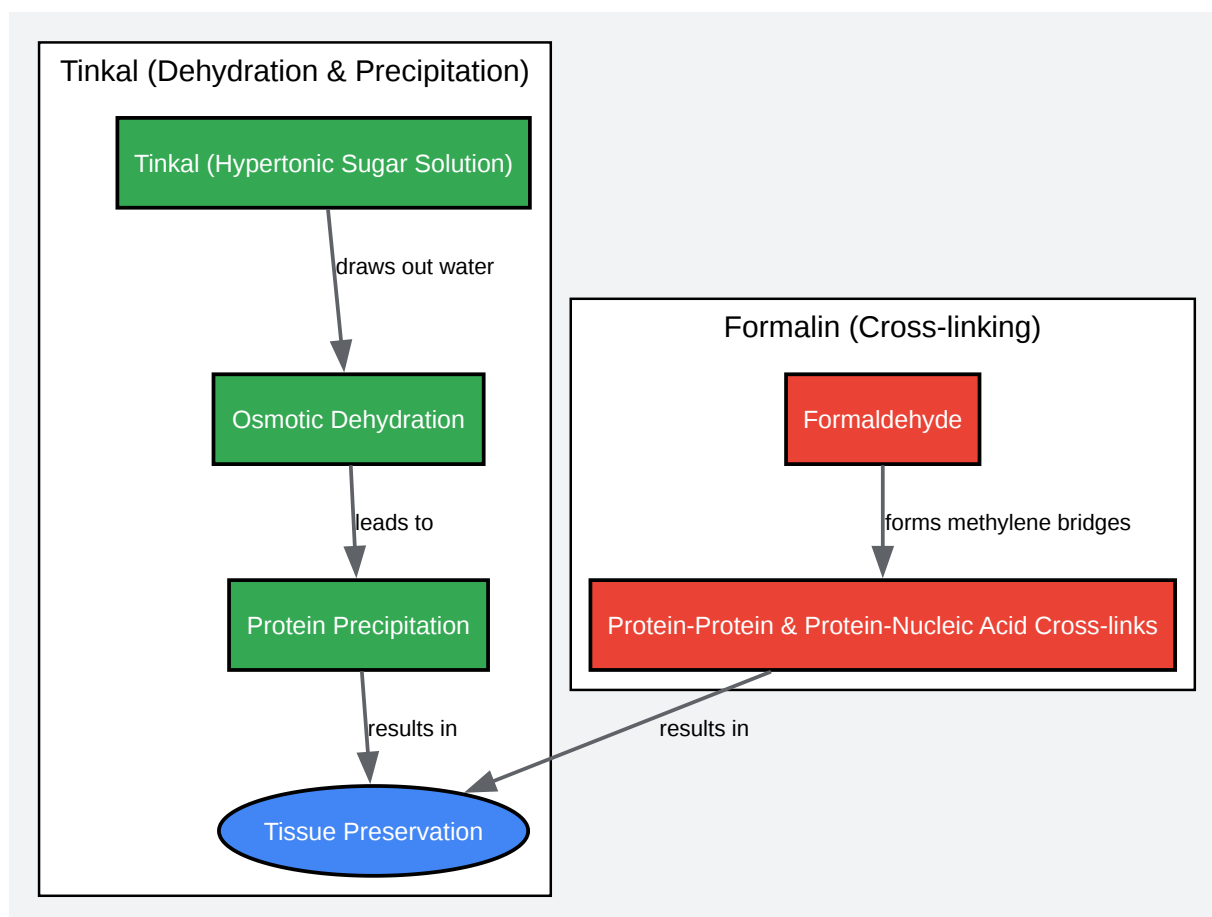 Tinkal (Dehydration & Precipitation)
Tinkal (Hypertonic Sugar Solution)
draws out water
Osmotic Dehydration
leads to
Protein Precipitation
results in
Tissue Preservation
Formalin (Cross-linking)
Formaldehyde
forms methylene bridges
Protein-Protein & Protein-Nucleic Acid Cross-links
results in